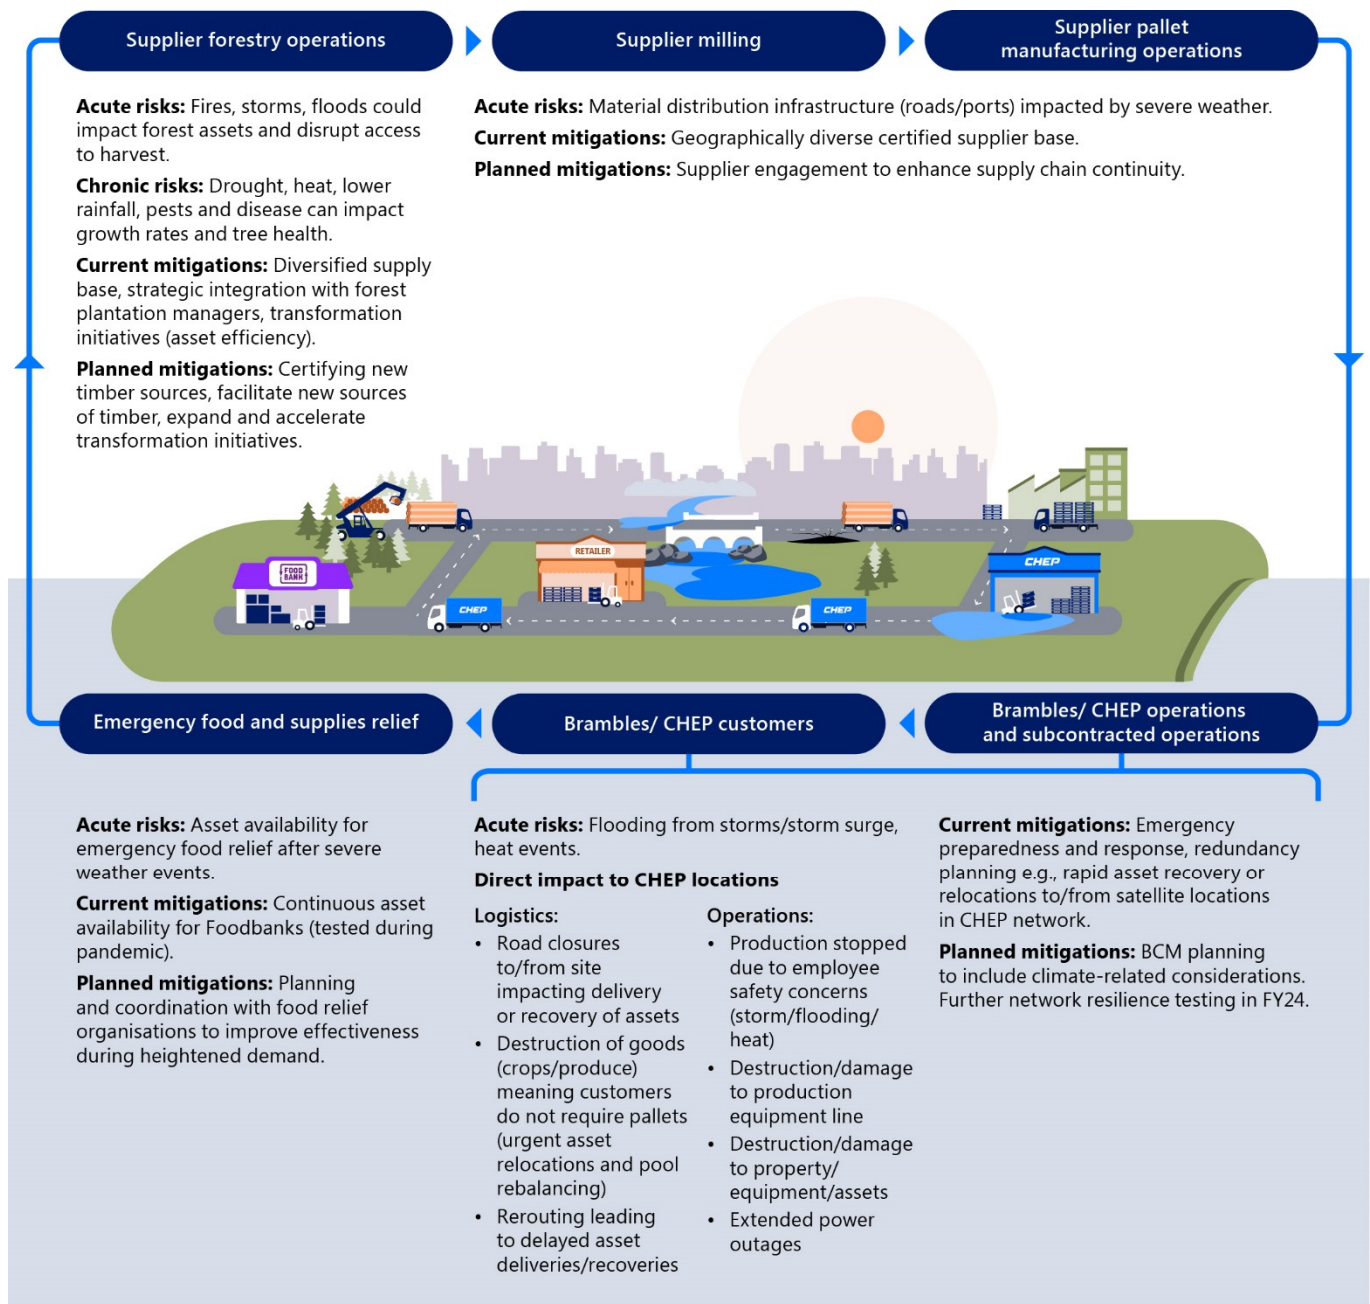 Supplier forestry operations
Supplier milling
Supplier pallet
manufacturing operations
Acute risks: Fires, storms, floods could
impact forest assets and disrupt access
to harvest.
Chronic risks: Drought, heat, lower
rainfall, pests and disease can impact
growth rates and tree health.
Current mitigations: Diversified supply
base, strategic integration with forest
plantation managers, transformation
initiatives (asset efficiency).
Planned mitigations: Certifying new
timber sources, facilitate new sources
of timber, expand and accelerate
transformation initiatives.
Acute risks: Material distribution infrastructure (roads/ports) impacted by severe weather.
Current mitigations: Geographically diverse certified supplier base.
Planned mitigations: Supplier engagement to enhance supply chain continuity.
FOOD
BANK
RETAILER
CHEP
CHEP
CHEP
Emergency food and supplies relief
Brambles/ CHEP customers
Brambles/ CHEP operations
and subcontracted operations
Acute risks: Asset availability for
emergency food relief after severe
weather events.
Current mitigations: Continuous asset
availability for Foodbanks (tested during
pandemic).
Planned mitigations: Planning
and coordination with food relief
organisations to improve effectiveness
during heightened demand.
Acute risks: Flooding from storms/storm surge,
heat events.
Direct impact to CHEP locations
Logistics:
• Road closures
to/from site
impacting delivery
or recovery of assets
• Destruction of goods
(crops/produce)
meaning customers
do not require pallets
(urgent asset
relocations and pool
rebalancing)
• Rerouting leading
to delayed asset
deliveries/recoveries
Operations:
• Production stopped
due to employee
safety concerns
(storm/flooding/
heat)
• Destruction/damage
to production
equipment line
• Destruction/damage
to property/
equipment/assets
• Extended power
outages
Current mitigations: Emergency
preparedness and response, redundancy
planning e.g., rapid asset recovery or
relocations to/from satellite locations
in CHEP network.
Planned mitigations: BCM planning
to include climate-related considerations.
Further network resilience testing in FY24.